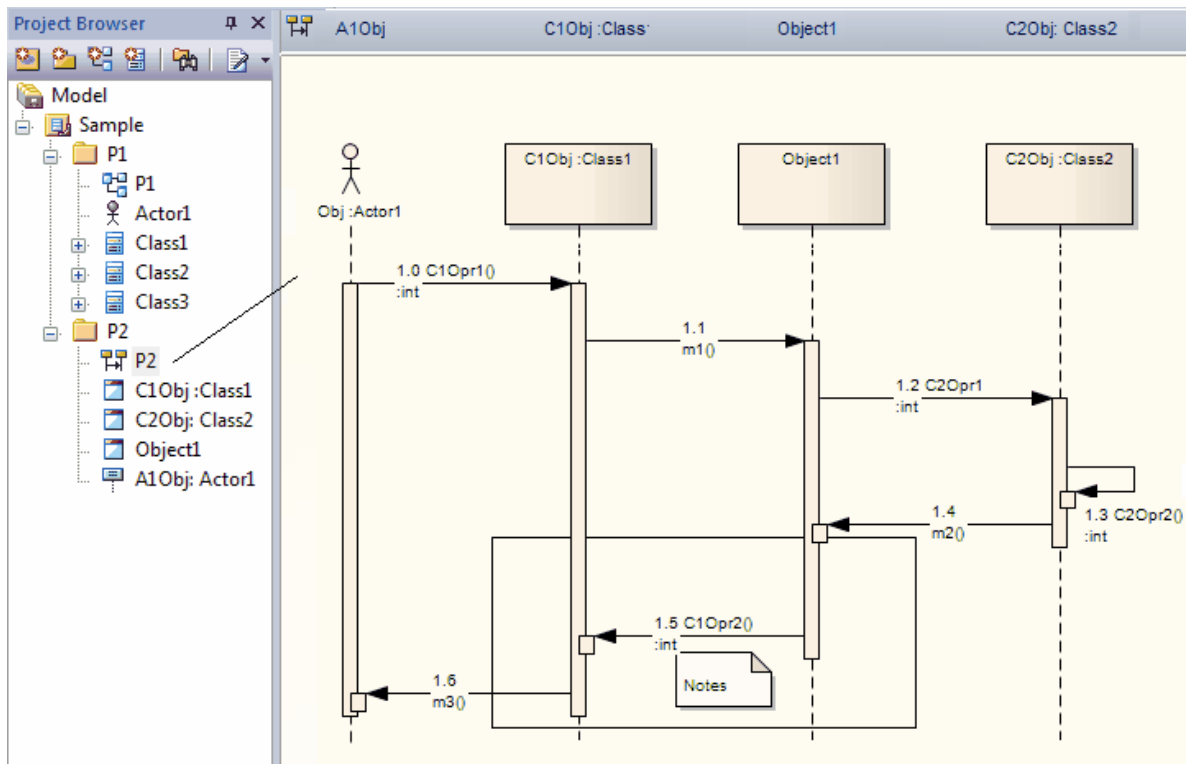 Project Browser
Model
Sample
P1
P1
Actor1
Class1
Class2
Class3
P2
P2
C1Obj :Class1
C2Obj: Class2
Object1
A1Obj: Actor1
A1Obj
C1Obj :Class
Object1
C2Obj: Class2
Obj :Actor1
C1Obj :Class1
Object1
C2Obj :Class2
1.0 C1Opr1()
:int
1.1
m1()
1.2 C2Opr1
:int
1.3 C2Opr2()
:int
1.4
m2()
1.5 C1Opr2()
:int
Notes
1.6
m3()